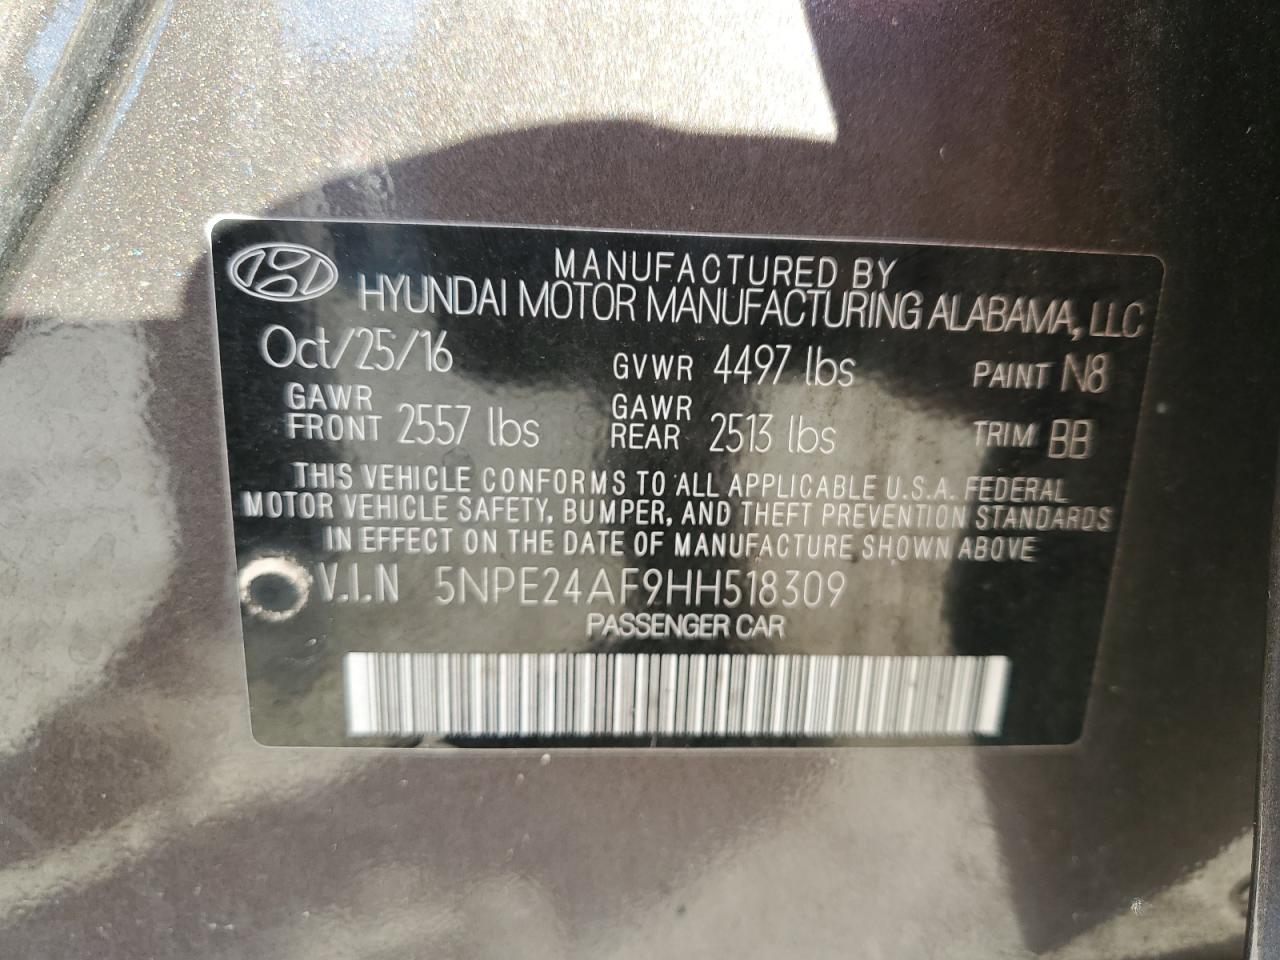 MANUFACTURED BY
HYUNDAI MOTOR MANUFACTURING ALABAMA, LLC
Oct/25/16 GVWR 4497 lbs PAINT N8
GAWR FRONT 2557 lbs GAWR REAR 2513 lbs TRIM BB
THIS VEHICLE CONFORMS TO ALL APPLICABLE U.S.A. FEDERAL
MOTOR VEHICLE SAFETY, BUMPER, AND THEFT PREVENTION STANDARDS
IN EFFECT ON THE DATE OF MANUFACTURE SHOWN ABOVE
V.I.N 5NPE24AF9HH518309
PASSENGER CAR